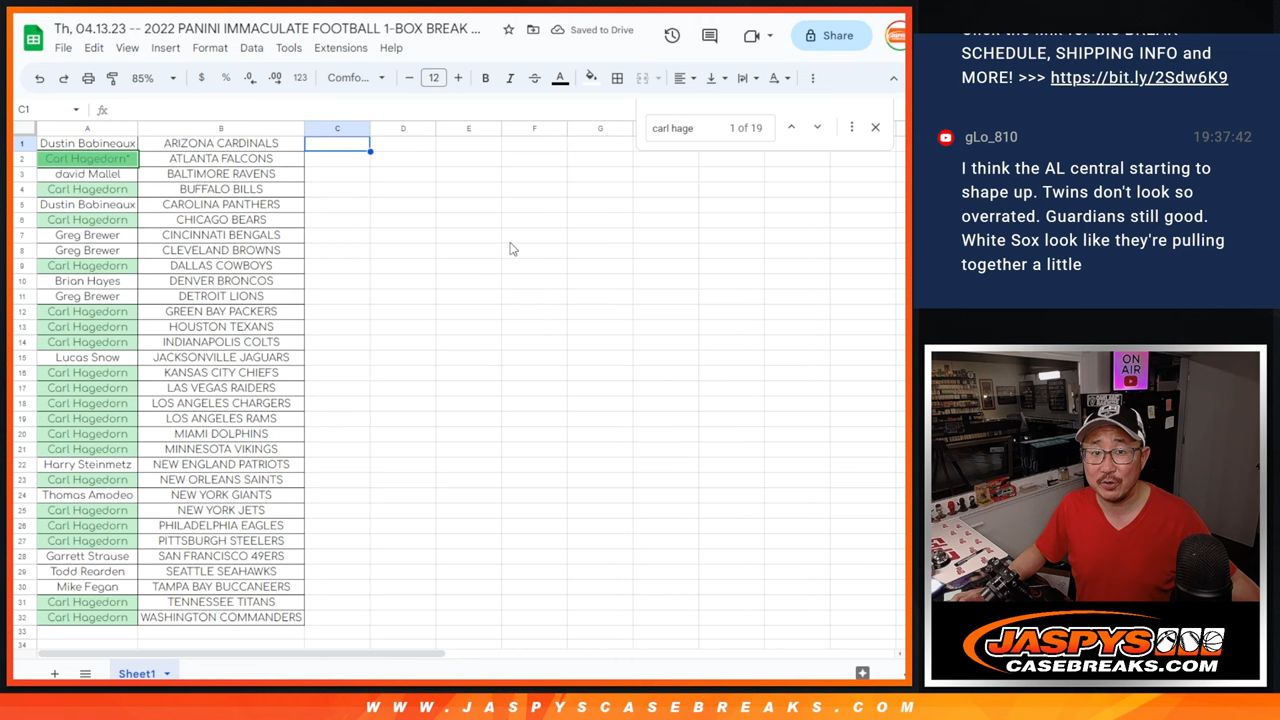 Th, 04.13.23 -- 2022 PANINI IMMACULATE FOOTBALL 1-BOX BREAK ...
Saved to Drive
Share
File Edit View Insert Format Data Tools Extensions Help
85% $ % .0 .00 123 Comfo... − 12 + B I A
C1 fx
carl hage 1 of 19
A B C D E F G
1 Dustin Babineaux ARIZONA CARDINALS
2 Carl Hagedorn* ATLANTA FALCONS
3 david Mallel BALTIMORE RAVENS
4 Carl Hagedorn BUFFALO BILLS
5 Dustin Babineaux CAROLINA PANTHERS
6 Carl Hagedorn CHICAGO BEARS
7 Greg Brewer CINCINNATI BENGALS
8 Greg Brewer CLEVELAND BROWNS
9 Carl Hagedorn DALLAS COWBOYS
10 Brian Hayes DENVER BRONCOS
11 Greg Brewer DETROIT LIONS
12 Carl Hagedorn GREEN BAY PACKERS
13 Carl Hagedorn HOUSTON TEXANS
14 Carl Hagedorn INDIANAPOLIS COLTS
15 Lucas Snow JACKSONVILLE JAGUARS
16 Carl Hagedorn KANSAS CITY CHIEFS
17 Carl Hagedorn LAS VEGAS RAIDERS
18 Carl Hagedorn LOS ANGELES CHARGERS
19 Carl Hagedorn LOS ANGELES RAMS
20 Carl Hagedorn MIAMI DOLPHINS
21 Carl Hagedorn MINNESOTA VIKINGS
22 Harry Steinmetz NEW ENGLAND PATRIOTS
23 Carl Hagedorn NEW ORLEANS SAINTS
24 Thomas Amodeo NEW YORK GIANTS
25 Carl Hagedorn NEW YORK JETS
26 Carl Hagedorn PHILADELPHIA EAGLES
27 Carl Hagedorn PITTSBURGH STEELERS
28 Garrett Strause SAN FRANCISCO 49ERS
29 Todd Rearden SEATTLE SEAHAWKS
30 Mike Fegan TAMPA BAY BUCCANEERS
31 Carl Hagedorn TENNESSEE TITANS
32 Carl Hagedorn WASHINGTON COMMANDERS
33
34
Sheet1
SCHEDULE, SHIPPING INFO and
MORE! >>> https://bit.ly/2Sdw6K9
gLo_810 19:37:42
I think the AL central starting to
shape up. Twins don't look so
overrated. Guardians still good.
White Sox look like they're pulling
together a little
ON
AIR
JASPYS
CASEBREAKS.COM
WWW.JASPYSCASEBREAKS.COM